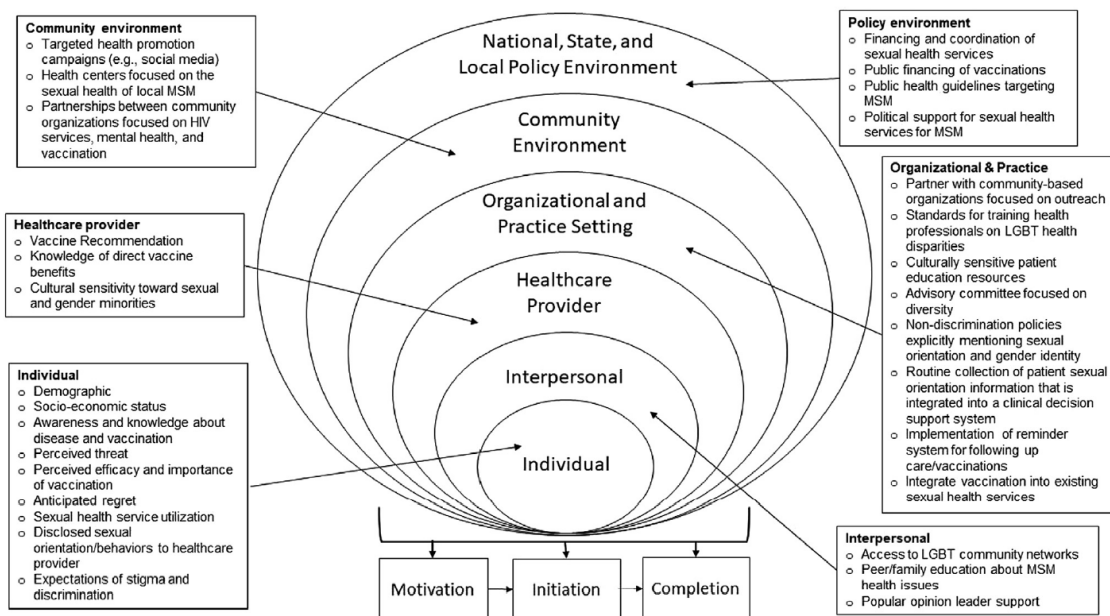 Community environment
o Targeted health promotion
campaigns (e.g., social media)
o Health centers focused on the
sexual health of local MSM
o Partnerships between community
organizations focused on HIV
services, mental health, and
vaccination
Healthcare provider
o Vaccine Recommendation
o Knowledge of direct vaccine
benefits
o Cultural sensitivity toward sexual
and gender minorities
Individual
o Demographic
o Socio-economic status
o Awareness and knowledge about
disease and vaccination
o Perceived threat
o Perceived efficacy and importance
of vaccination
o Anticipated regret
o Sexual health service utilization
o Disclosed sexual
orientation/behaviors to healthcare
provider
o Expectations of stigma and
discrimination
National, State, and
Local Policy Environment
Community
Environment
Organizational and
Practice Setting
Healthcare
Provider
Interpersonal
Individual
Motivation
Initiation
Completion
Policy environment
o Financing and coordination of
sexual health services
o Public financing of vaccinations
o Public health guidelines targeting
MSM
o Political support for sexual health
services for MSM
Organizational & Practice
o Partner with community-based
organizations focused on outreach
o Standards for training health
professionals on LGBT health
disparities
o Culturally sensitive patient
education resources
o Advisory committee focused on
diversity
o Non-discrimination policies
explicitly mentioning sexual
orientation and gender identity
o Routine collection of patient sexual
orientation information that is
integrated into a clinical decision
support system
o Implementation of reminder
system for following up
care/vaccinations
o Integrate vaccination into existing
sexual health services
Interpersonal
o Access to LGBT community networks
o Peer/family education about MSM
health issues
o Popular opinion leader support